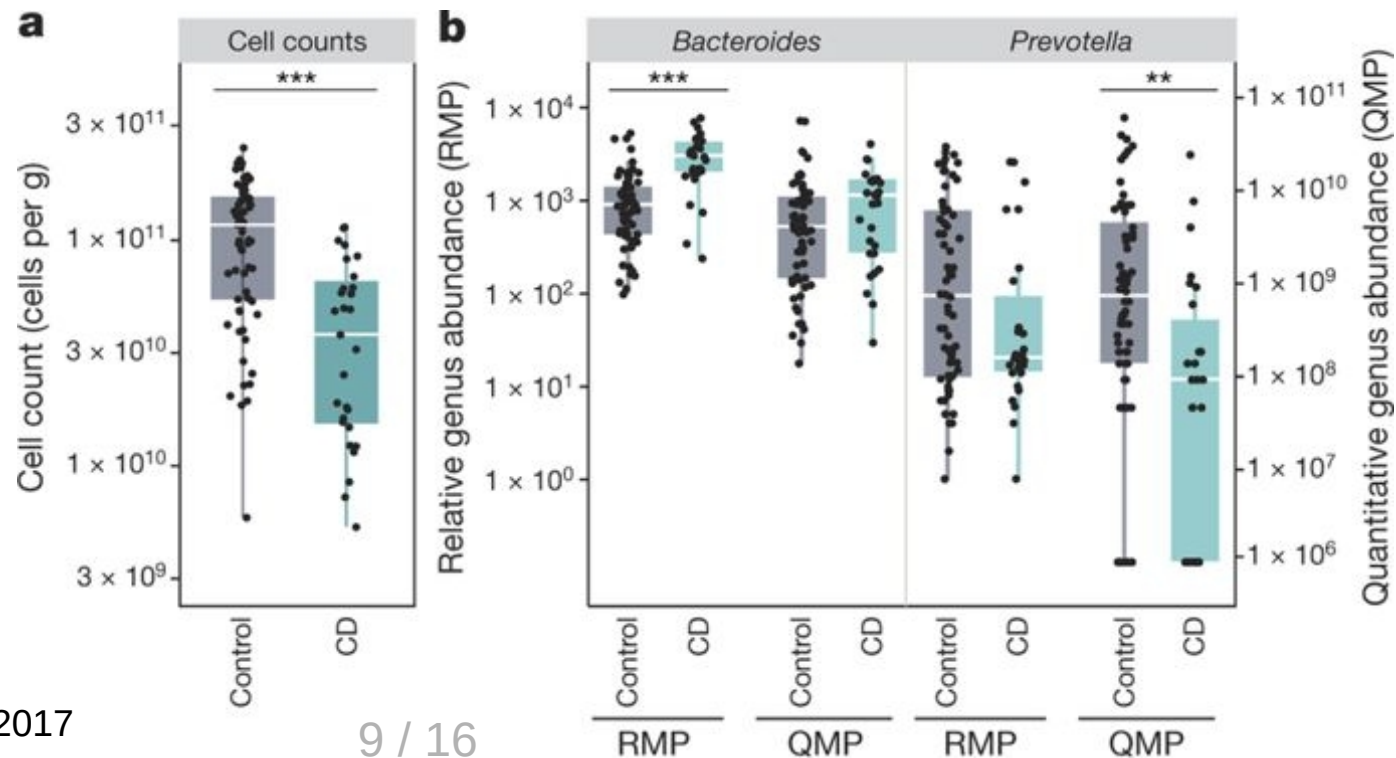 a
Cell counts
***
Cell count (cells per g)
3 × 10¹¹
1 × 10¹¹
3 × 10¹⁰
1 × 10¹⁰
3 × 10⁹
Control
CD
b
Bacteroides
Prevotella
***
**
Relative genus abundance (RMP)
1 × 10⁴
1 × 10³
1 × 10²
1 × 10¹
1 × 10⁰
1 × 10¹¹
1 × 10¹⁰
1 × 10⁹
1 × 10⁸
1 × 10⁷
1 × 10⁶
Quantitative genus abundance (QMP)
Control
CD
Control
CD
Control
CD
Control
CD
RMP
QMP
RMP
QMP
2017
9 / 16